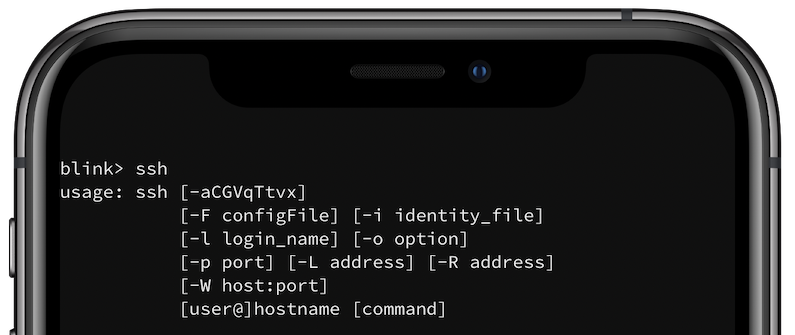 blink> ssh
usage: ssh [-aCGVqTtvx]
[-F configFile] [-i identity_file]
[-l login_name] [-o option]
[-p port] [-L address] [-R address]
[-W host:port]
[user@]hostname [command]